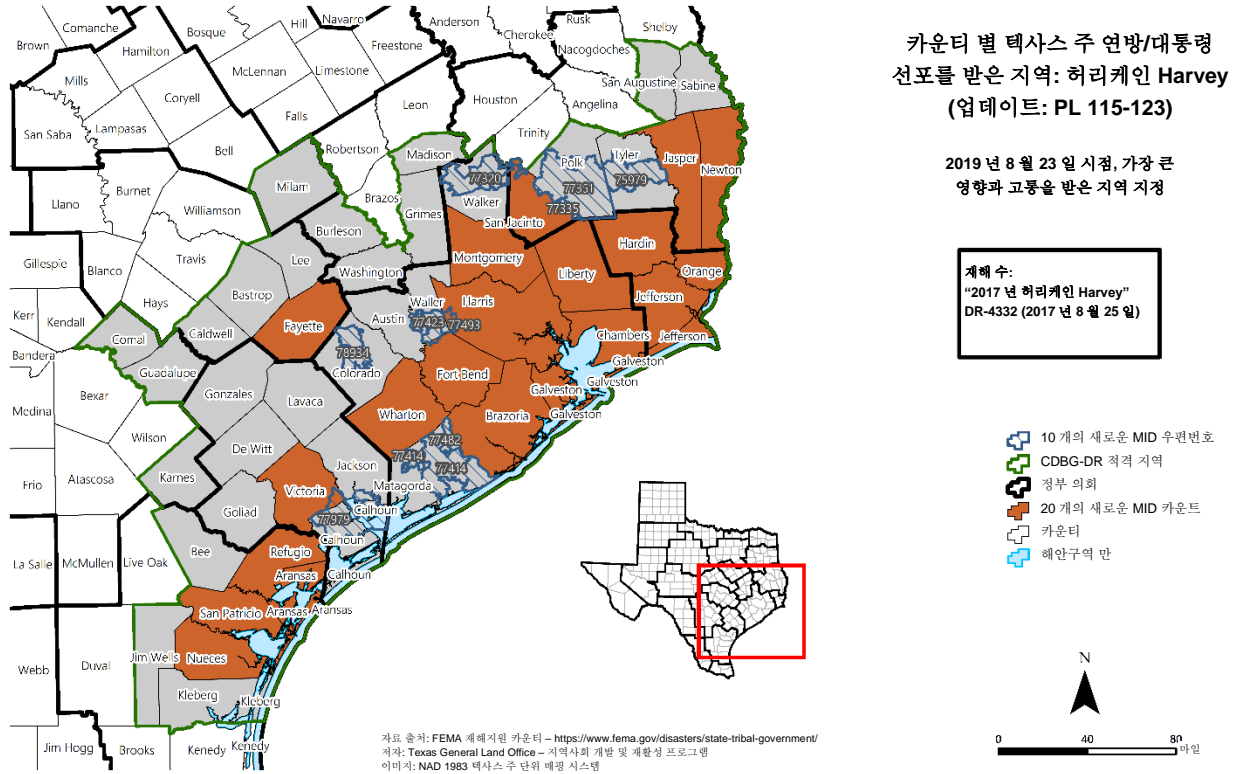 카운티 별 텍사스 주 연방/대통령
선포를 받은 지역: 허리케인 Harvey
(업데이트: PL 115-123)
2019 년 8 월 23 일 시점, 가장 큰
영향과 고통을 받은 지역 지정
재해 수:
“2017 년 허리케인 Harvey”
DR-4332 (2017 년 8 월 25 일)
10 개의 새로운 MID 우편번호
CDBG-DR 적격 지역
정부 의회
20 개의 새로운 MID 카운트
카운티
해안구역 만
N
0 40 80
마일
Comanche
Brown
Hamilton
Bosque
Hill
Navarro
Freestone
Anderson
Cherokee
Rusk
Nacogdoches
Shelby
Mills
McLennan
Limestone
San Augustine
Sabine
Coryell
Leon
Houston
Angelina
San Saba
Lampasas
Falls
Trinity
Bell
Robertson
Madison
Polk
Tyler
Jasper
Newton
77320
77351
75979
Burnet
Milam
Walker
77335
Llano
Williamson
Brazos
Grimes
San Jacinto
Burleson
Hardin
Travis
Lee
Washington
Montgomery
Liberty
Orange
Gillespie
Blanco
Hays
Bastrop
Waller
Harris
Jefferson
Kerr
Kendall
Caldwell
Fayette
Austin
77423
77493
Chambers
Jefferson
Comal
Bandera
78934
Colorado
Galveston
Guadalupe
Fort Bend
Galveston
Galveston
Bexar
Gonzales
Lavaca
Medina
Wharton
Brazoria
Galveston
Wilson
De Witt
77482
77414
77414
Frio
Atascosa
Karnes
Jackson
Matagorda
Victoria
Calhoun
Goliad
77979
Calhoun
Bee
La Salle
McMullen
Live Oak
Refugio
Calhoun
Aransas
San Patricio
Aransas
Aransas
Webb
Duval
Jim Wells
Nueces
Kleberg
Kleberg
Jim Hogg
Brooks
Kenedy
Kenedy
자료 출처: FEMA 재해지원 카운티 – https://www.fema.gov/disasters/state-tribal-government/
저자: Texas General Land Office – 지역사회 개발 및 재활성 프로그램
이미지: NAD 1983 텍사스 주 단위 매핑 시스템